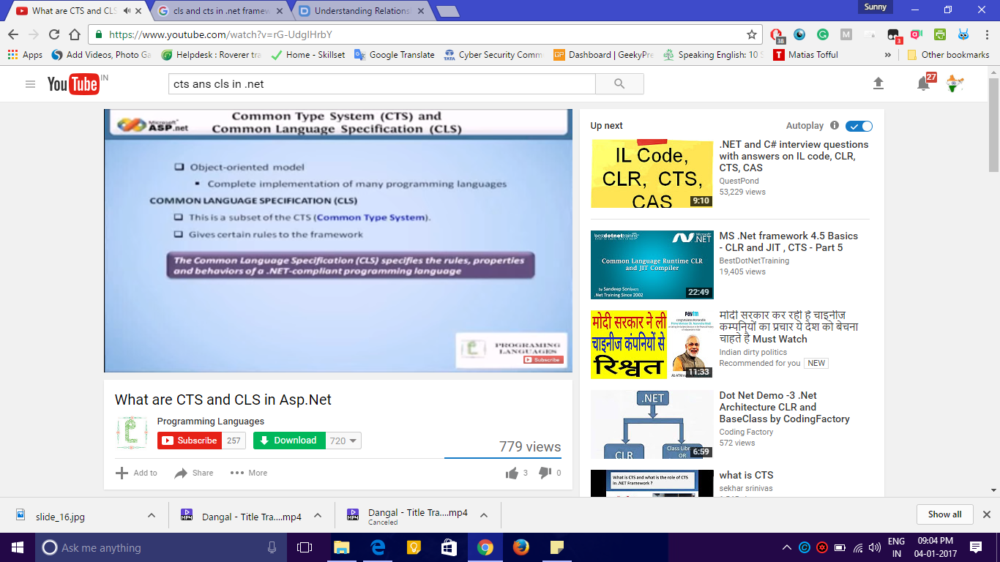 What are CTS and CLS
cls and cts in .net framew
Understanding Relations
Sunny
https://www.youtube.com/watch?v=rG-UdgIHrbY
38
3
Apps
Add Videos, Photo Ga
Helpdesk : Roverer tra
Home - Skillset
Google Translate
Cyber Security Comm
Dashboard | GeekyPre
Speaking English: 10 S
Matias Tofful
Other bookmarks
YouTube IN
cts ans cls in .net
27
Microsoft ASP.net
Common Type System (CTS) and
Common Language Specification (CLS)
Object-oriented model
Complete implementation of many programming languages
COMMON LANGUAGE SPECIFICATION (CLS)
This is a subset of the CTS (Common Type System).
Gives certain rules to the framework
The Common Language Specification (CLS) specifies the rules, properties
and behaviors of a .NET-compliant programming language
PROGRAMING
LANGUAGES
Subscribe
What are CTS and CLS in Asp.Net
Programming Languages
Subscribe 257
Download 720
779 views
Add to
Share
More
3
0
Up next
Autoplay
IL Code,
CLR, CTS,
CAS
9:10
.NET and C# interview questions
with answers on IL code, CLR,
CTS, CAS
QuestPond
53,229 views
bestdotnettraining
Microsoft .NET
Common Language Runtime CLR
and JIT Compiler
by Sandeep Soni
.Net Training Since 2002
22:49
MS .Net framework 4.5 Basics
- CLR and JIT , CTS - Part 5
BestDotNetTraining
19,405 views
मोदी सरकार ने ली
चाइनीज कंपनियों से
रिश्वत
paytm
11:33
मोदी सरकार कर रही है चाइनीज
कम्पनियों का प्रचार ये देश को बेचना
चाहते है Must Watch
Indian dirty politics
Recommended for you NEW
.NET
CLR
Class Libr
OR
6:59
Dot Net Demo -3 .Net
Architecture CLR and
BaseClass by CodingFactory
Coding Factory
572 views
What is CTS and what is the role of CTS
in .NET Framework ?
what is CTS
sekhar srinivas
slide_16.jpg
Dangal - Title Tra....mp4
Dangal - Title Tra....mp4
Canceled
Show all
Ask me anything
ENG
IN
09:04 PM
04-01-2017